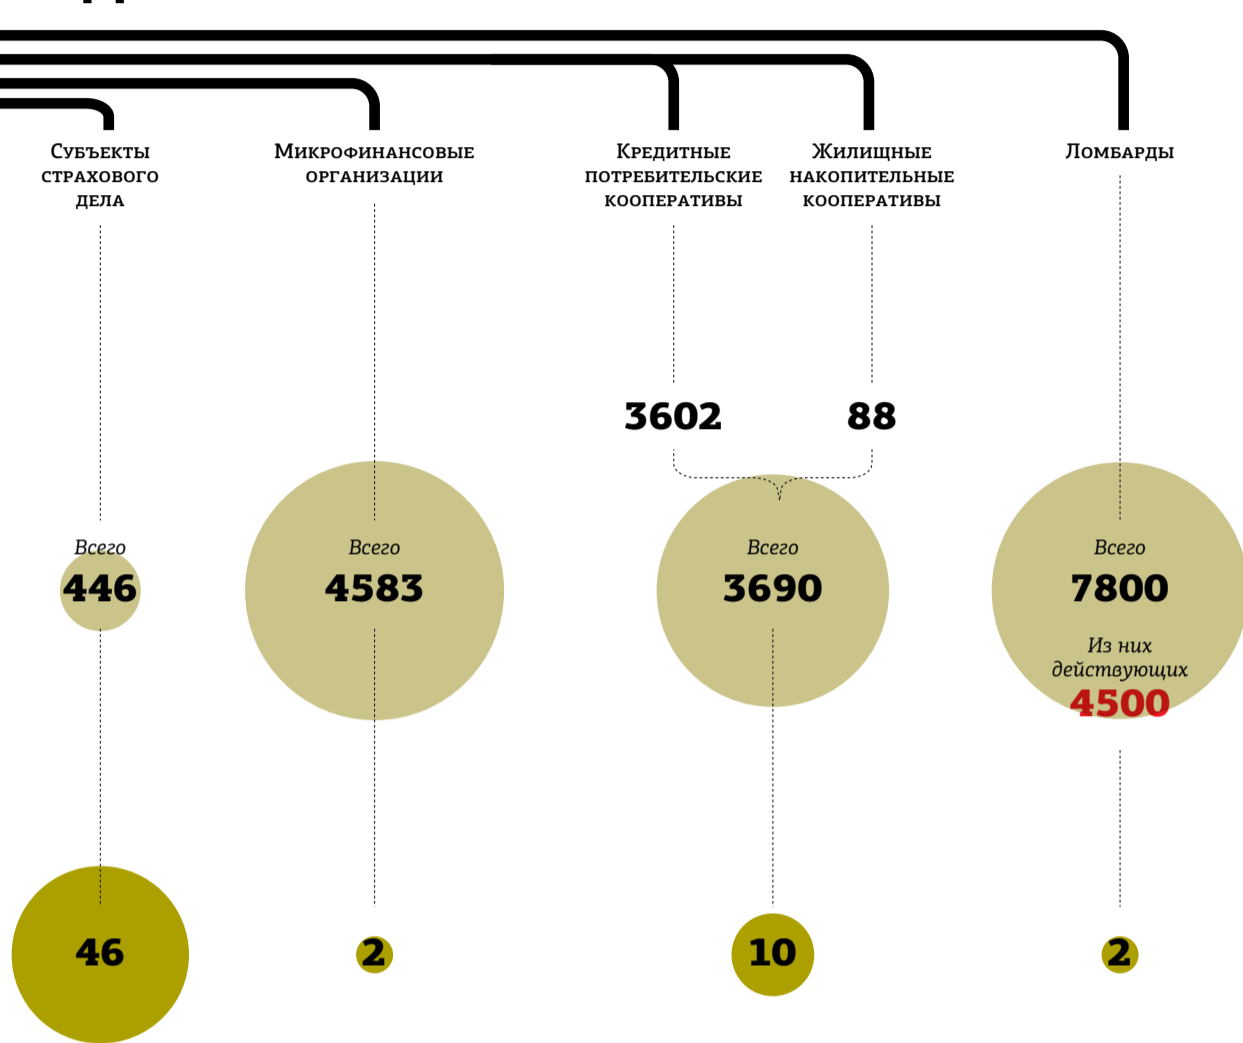 Субъекты
страхового
дела
Микрофинансовые
организации
Кредитные
потребительские
кооперативы
Жилищные
накопительные
кооперативы
Ломбарды
3602
88
Всего
446
Всего
4583
Всего
3690
Всего
7800
Из них
действующих
4500
46
2
10
2